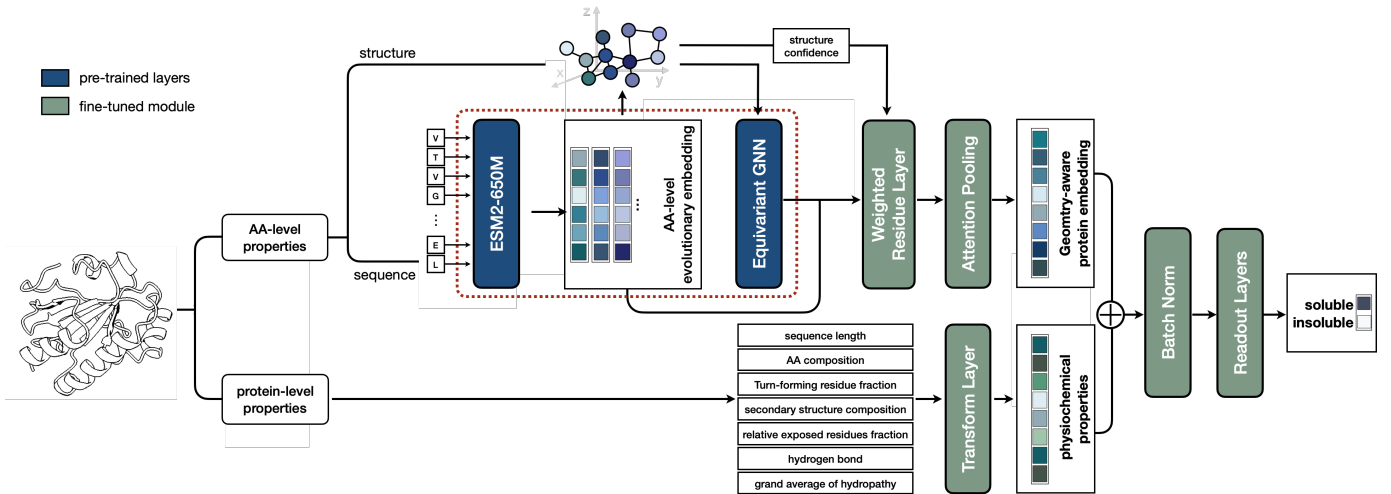 pre-trained layers
fine-tuned module
structure
sequence
z
x
y
structure
confidence
V
T
V
G
⋮
E
L
ESM2-650M
AA-level
evolutionary embedding
...
Equivariant GNN
Weighted
Residue Layer
Attention Pooling
Geomtry-aware
protein embedding
AA-level
properties
protein-level
properties
sequence length
AA composition
Turn-forming residue fraction
secondary structure composition
relative exposed residues fraction
hydrogen bond
grand average of hydropathy
Transform Layer
physiochemical
properties
Batch Norm
Readout Layers
soluble
insoluble